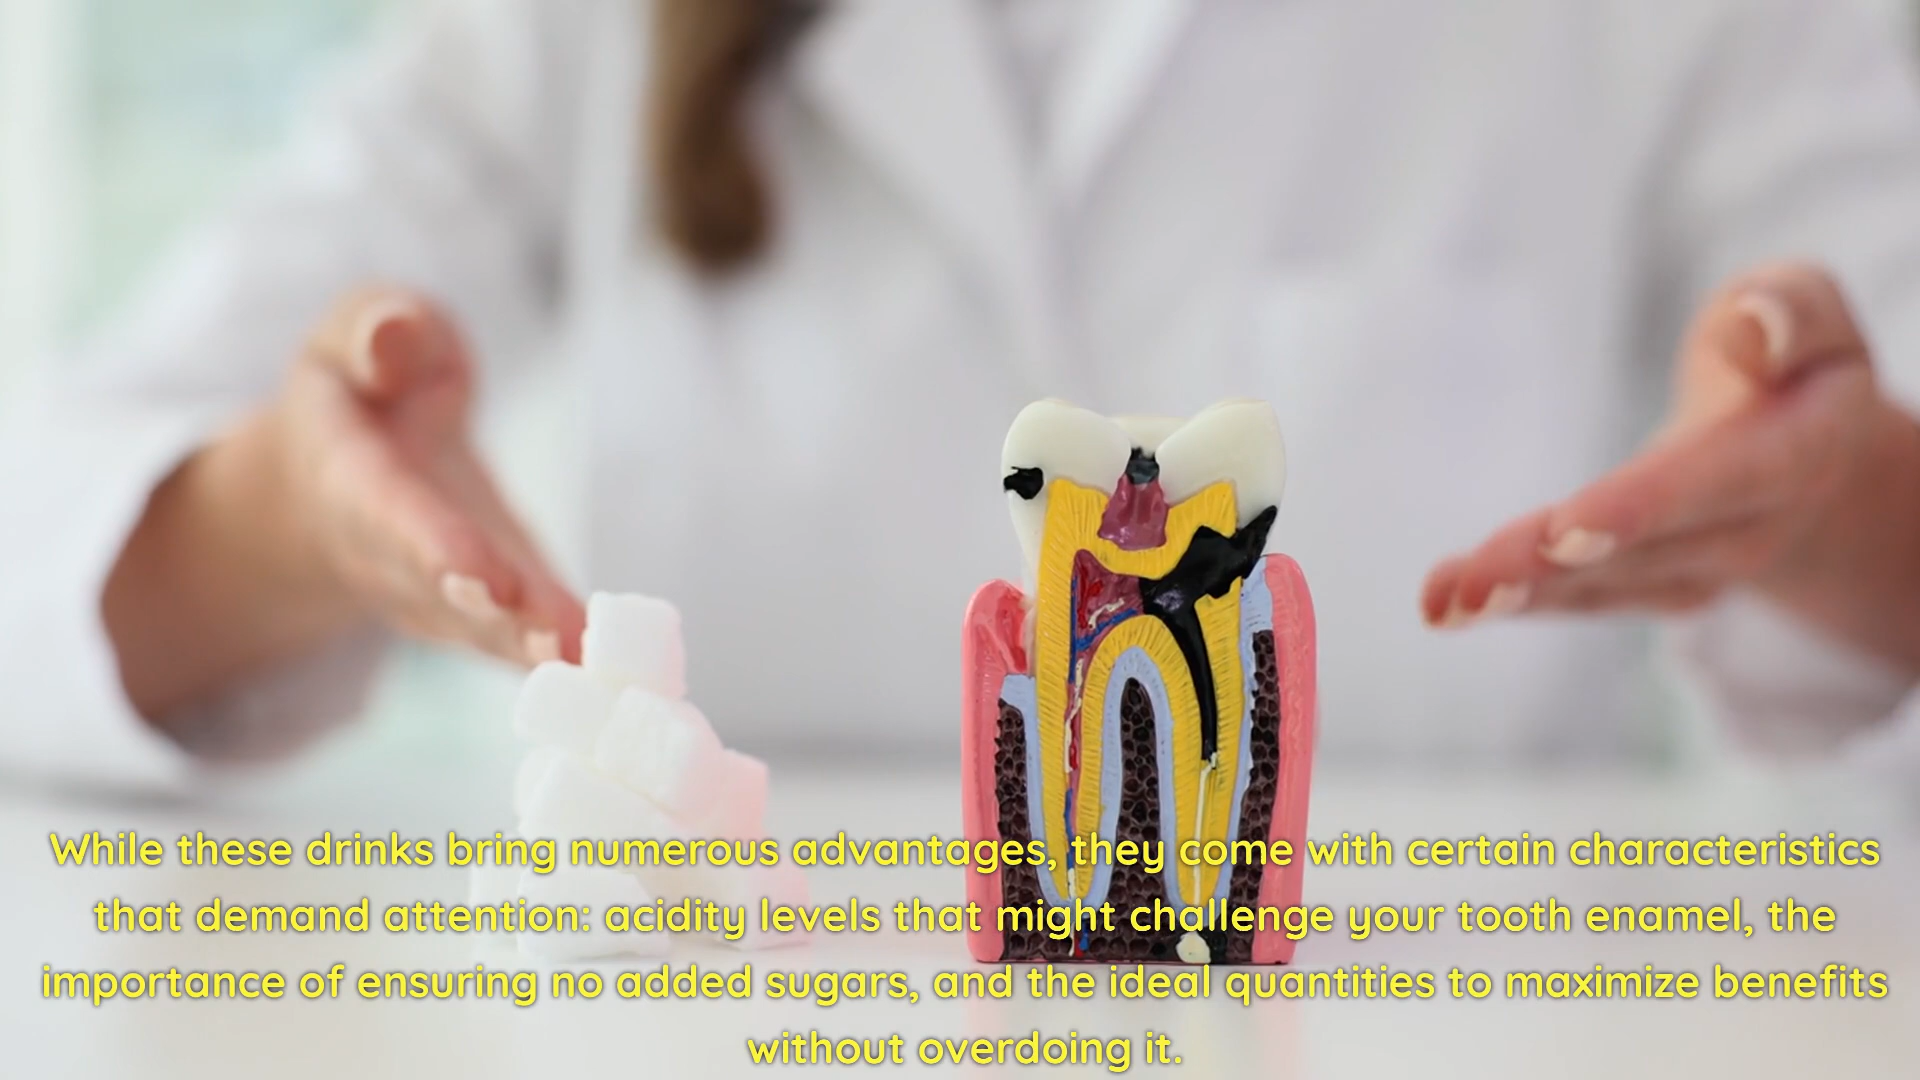 While these drinks bring numerous advantages, they come with certain characteristics
that demand attention: acidity levels that might challenge your tooth enamel, the
importance of ensuring no added sugars, and the ideal quantities to maximize benefits
without overdoing it.